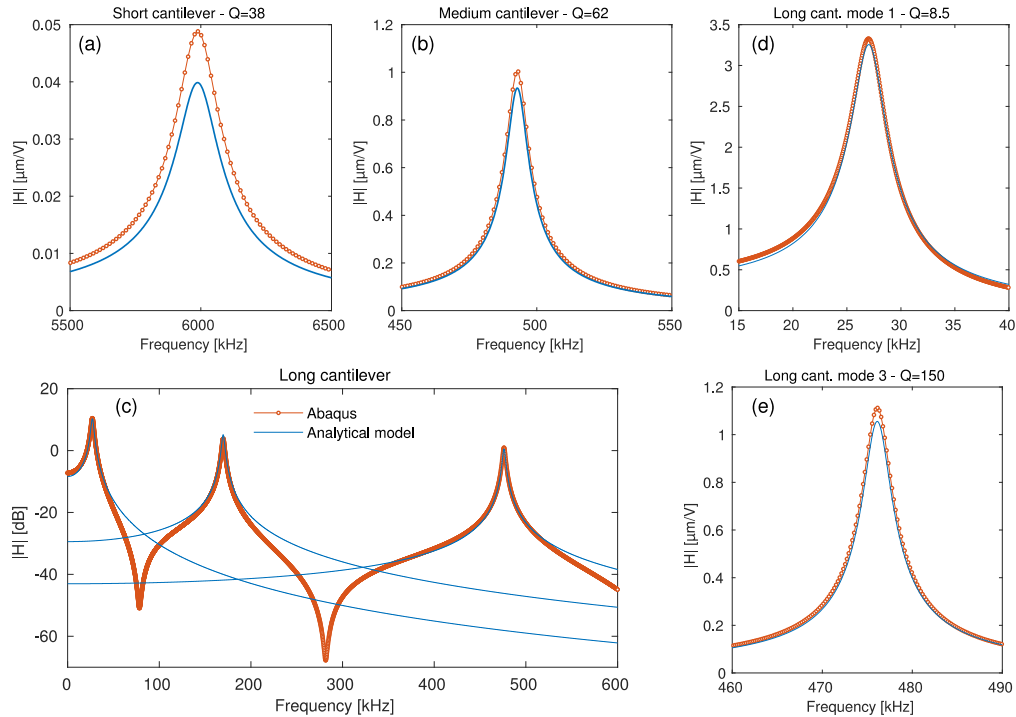 Short cantilever - Q=38
(a)
|H| [µm/V]
0.05
0.04
0.03
0.02
0.01
0
5500
6000
6500
Frequency [kHz]
Medium cantilever - Q=62
(b)
|H| [µm/V]
1.2
1
0.8
0.6
0.4
0.2
0
450
500
550
Frequency [kHz]
Long cant. mode 1 - Q=8.5
(d)
|H| [µm/V]
3.5
3
2.5
2
1.5
1
0.5
0
15
20
25
30
35
40
Frequency [kHz]
Long cantilever
(c)
Abaqus
Analytical model
|H| [dB]
20
0
-20
-40
-60
0
100
200
300
400
500
600
Frequency [kHz]
Long cant. mode 3 - Q=150
(e)
|H| [µm/V]
1.2
1
0.8
0.6
0.4
0.2
0
460
470
480
490
Frequency [kHz]